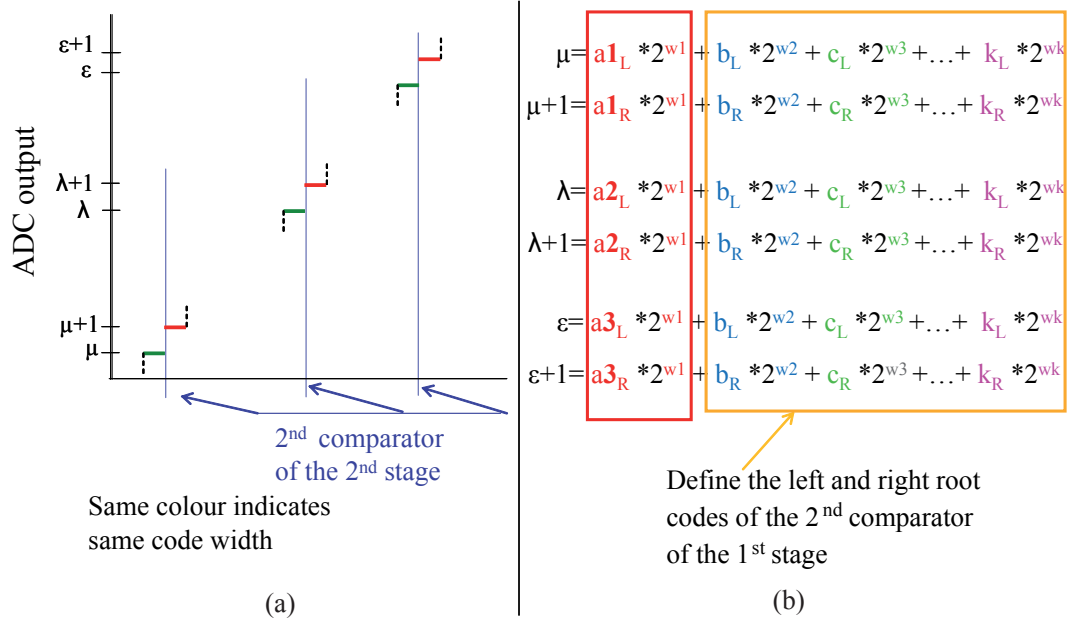 ADC output
ε+1
ε
λ+1
λ
μ+1
μ
2nd comparator
of the 2nd stage
Same colour indicates
same code width
(a)
μ= a1L *2w1 + bL *2w2 + cL *2w3 +...+ kL *2wk
μ+1= a1R *2w1 + bR *2w2 + cR *2w3 +...+ kR *2wk
λ= a2L *2w1 + bL *2w2 + cL *2w3 +...+ kL *2wk
λ+1= a2R *2w1 + bR *2w2 + cR *2w3 +...+ kR *2wk
ε= a3L *2w1 + bL *2w2 + cL *2w3 +...+ kL *2wk
ε+1= a3R *2w1 + bR *2w2 + cR *2w3 +...+ kR *2wk
Define the left and right root
codes of the 2nd comparator
of the 1st stage
(b)